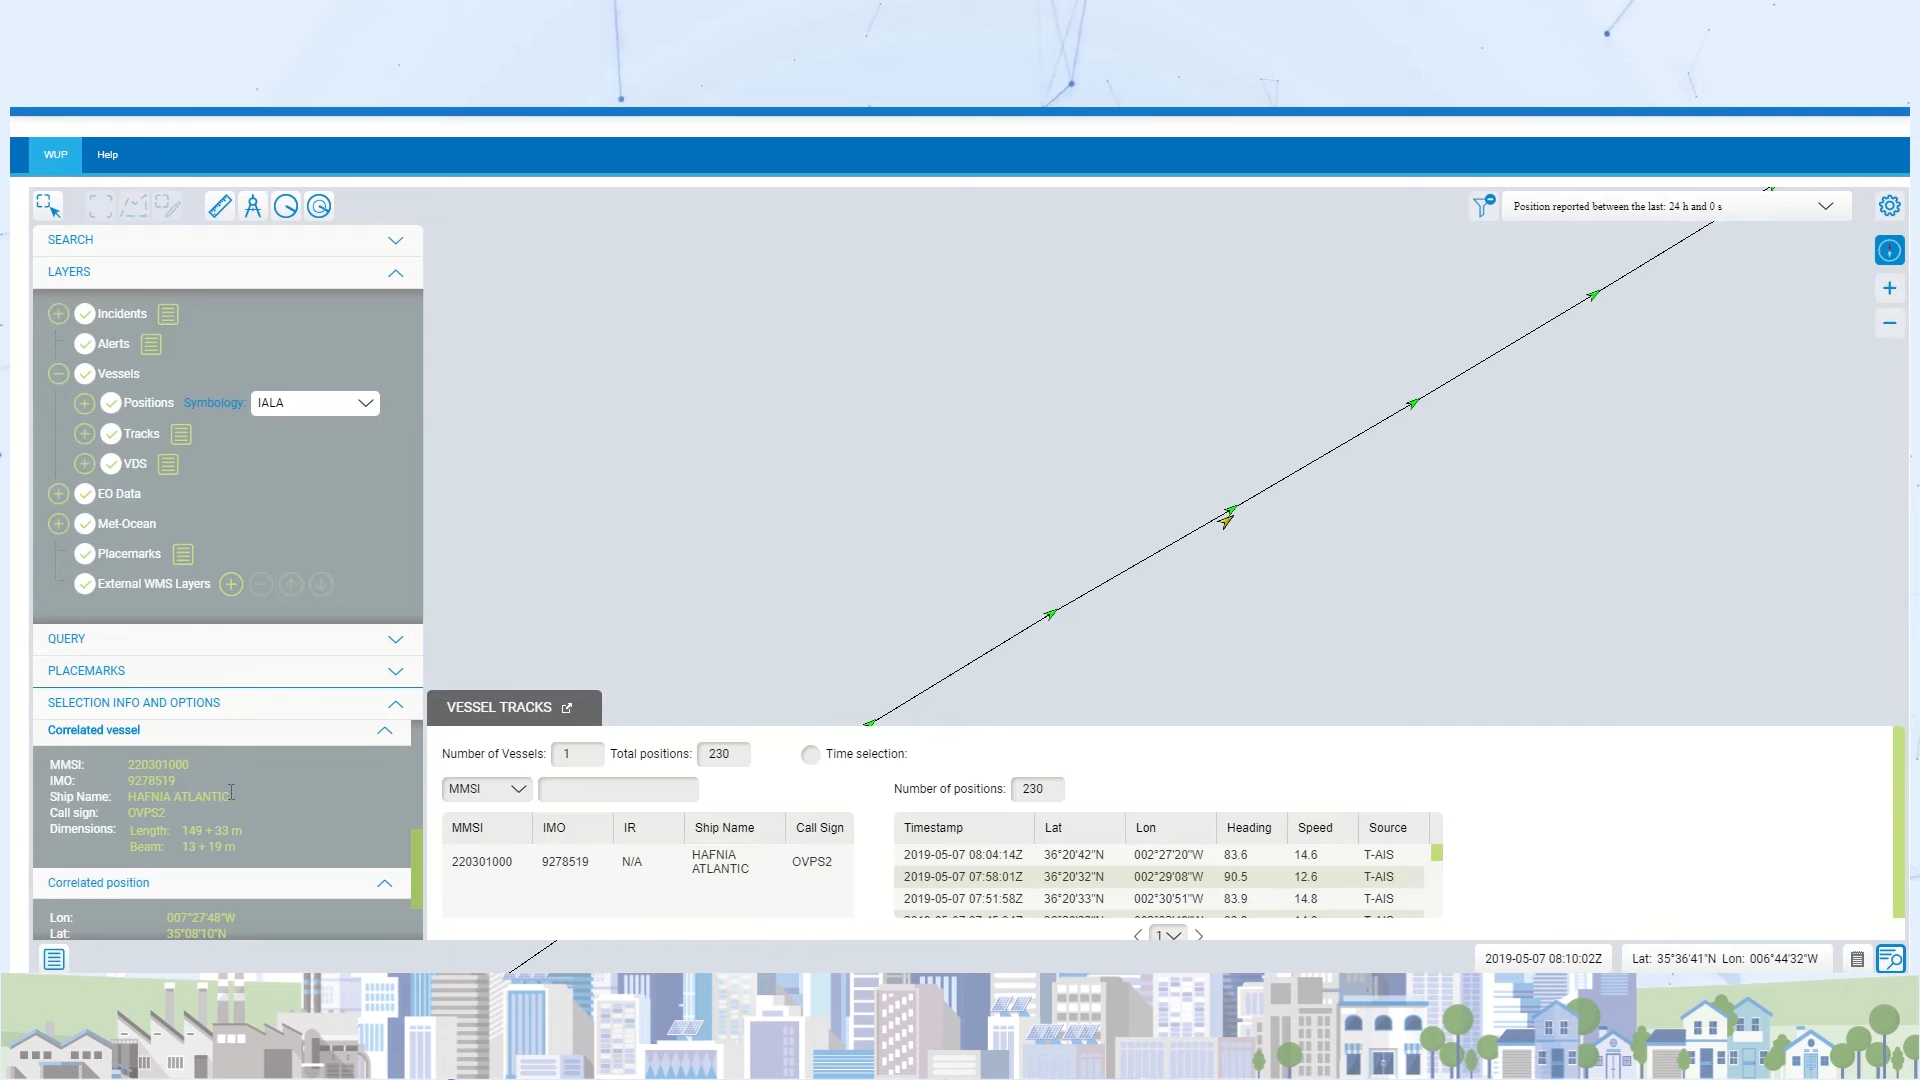 WUP Help
Position reported between the last: 24 h and 0 s
SEARCH
LAYERS
Incidents
Alerts
Vessels
Positions Symbology: IALA
Tracks
VDS
EO Data
Met-Ocean
Placemarks
External WMS Layers
QUERY
PLACEMARKS
SELECTION INFO AND OPTIONS
Correlated vessel
MMSI: 220301000
IMO: 9278519
Ship Name: HAFNIA ATLANTIC
Call sign: OVPS2
Dimensions: Length: 149 + 33 m
Beam: 13 + 19 m
Correlated position
Lon: 007°27'48"W
Lat: 35°08'10"N
VESSEL TRACKS
Number of Vessels: 1 Total positions: 230 Time selection:
MMSI
Number of positions: 230
MMSI IMO IR Ship Name Call Sign
220301000 9278519 N/A HAFNIA ATLANTIC OVPS2
Timestamp Lat Lon Heading Speed Source
2019-05-07 08:04:14Z 36°20'42"N 002°27'20"W 83.6 14.6 T-AIS
2019-05-07 07:58:01Z 36°20'32"N 002°29'08"W 90.5 12.6 T-AIS
2019-05-07 07:51:58Z 36°20'33"N 002°30'51"W 83.9 14.8 T-AIS
1
2019-05-07 08:10:02Z Lat: 35°36'41"N Lon: 006°44'32"W